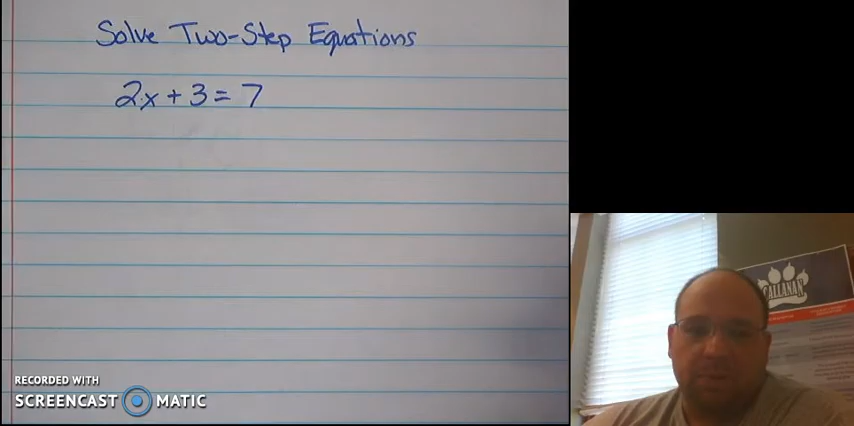 Solve Two-Step Equations
2x + 3 = 7
CALLANAN
RECORDED WITH
SCREENCAST MATIC